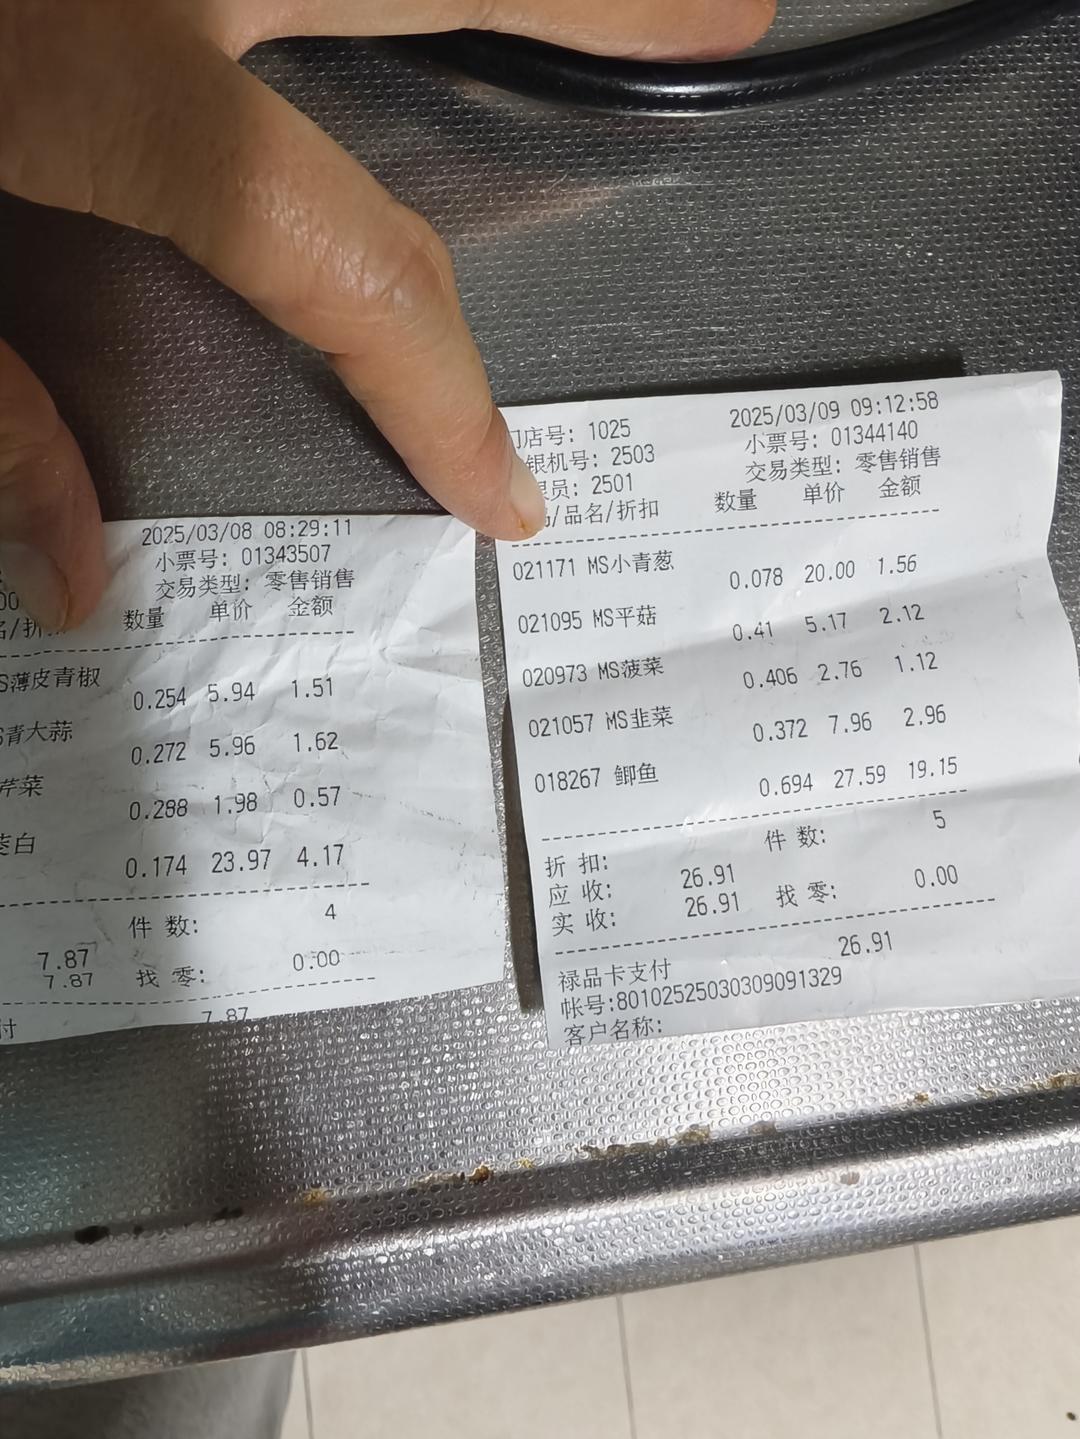 2025/03/08 08:29:11
小票号: 01343507
交易类型: 零售销售
数量 单价 金额
薄皮青椒
0.254 5.94 1.51
青大蒜
0.272 5.96 1.62
芹菜
0.288 1.98 0.57
茭白
0.174 23.97 4.17
件 数: 4
7.87
7.87 找 零: 0.00
付 7.87
门店号: 1025 2025/03/09 09:12:58
银机号: 2503 小票号: 01344140
员: 2501 交易类型: 零售销售
/品名/折扣 数量 单价 金额
021171 MS小青葱
0.078 20.00 1.56
021095 MS平菇
0.41 5.17 2.12
020973 MS菠菜
0.406 2.76 1.12
021057 MS韭菜
0.372 7.96 2.96
018267 鲫鱼
0.694 27.59 19.15
折 扣: 件 数: 5
应 收: 26.91
实 收: 26.91 找 零: 0.00
禄品卡支付 26.91
帐号:801025250303090​91329
客户名称: